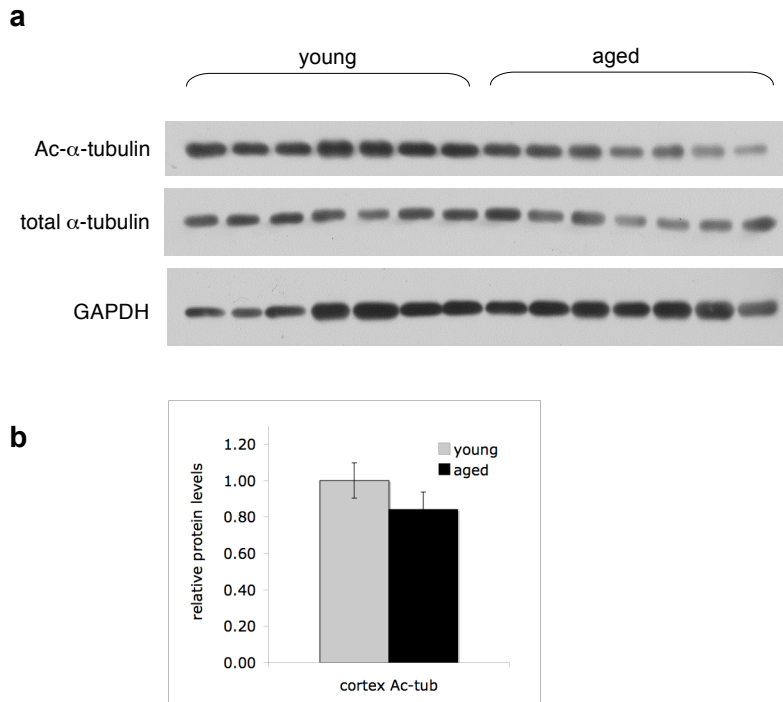 a
young aged
Ac-α-tubulin
total α-tubulin
GAPDH
b
1.20
1.00
0.80
0.60
0.40
0.20
0.00
relative protein levels
young
aged
cortex Ac-tub